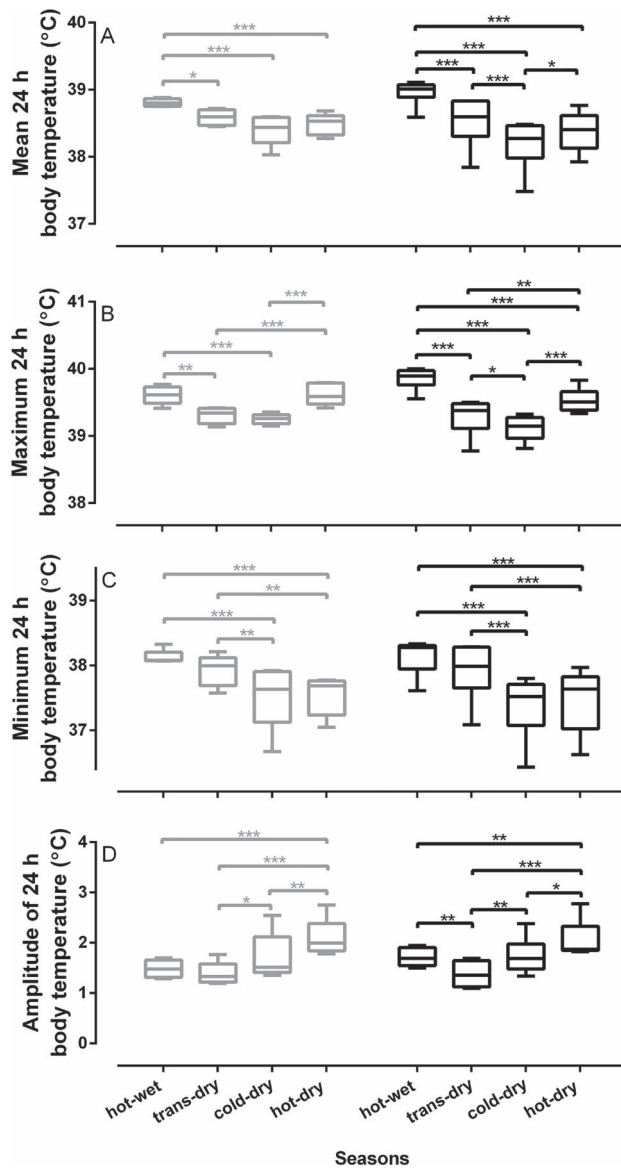 A
Mean 24 h
body temperature (°C)
40
39
38
37
***
***
*
***
***
***
***
*
B
Maximum 24 h
body temperature (°C)
41
40
39
38
***
***
***
**
**
***
***
***
*
***
C
Minimum 24 h
body temperature (°C)
39
38
37
***
**
***
**
***
***
***
***
D
Amplitude of 24 h
body temperature (°C)
4
3
2
1
0
***
***
*
**
**
***
**
**
*
hot-wet
trans-dry
cold-dry
hot-dry
hot-wet
trans-dry
cold-dry
hot-dry
Seasons